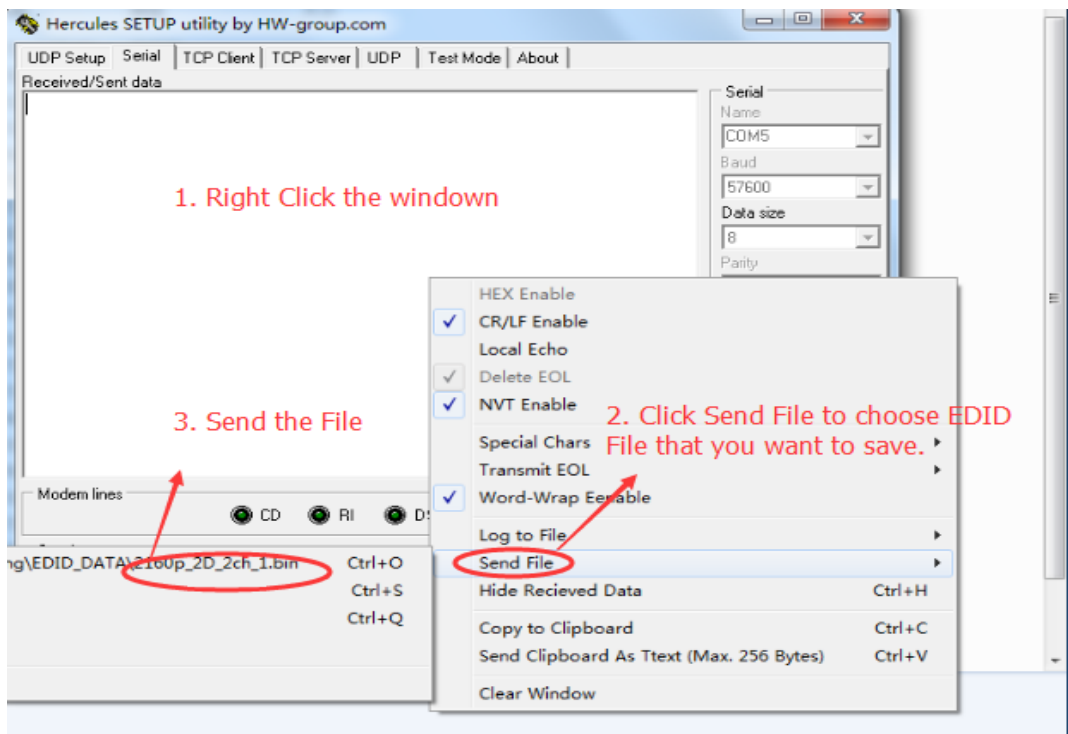 Hercules SETUP utility by HW-group.com
UDP Setup Serial TCP Client TCP Server UDP Test Mode About
Received/Sent data
Serial
Name
COM5
Baud
57600
Data size
8
Parity
1. Right Click the windown
HEX Enable
CR/LF Enable
Local Echo
Delete EOL
NVT Enable
2. Click Send File to choose EDID
File that you want to save.
3. Send the File
Special Chars
Transmit EOL
Word-Wrap Eenable
Modem lines
CD RI
Log to File
Send File
Hide Recieved Data Ctrl+H
Copy to Clipboard Ctrl+C
Send Clipboard As Ttext (Max. 256 Bytes) Ctrl+V
Clear Window
ng\EDID_DATA\2160p_2D_2ch_1.bin Ctrl+O
Ctrl+S
Ctrl+Q